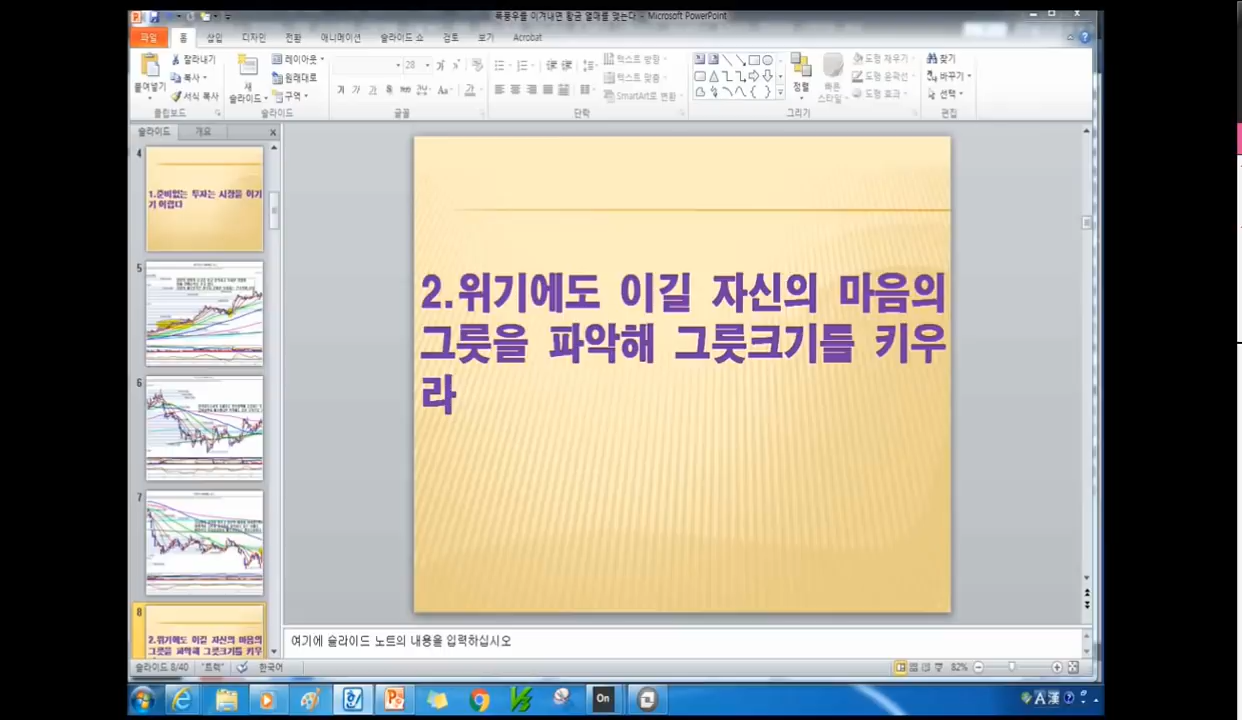 폭풍우를 이겨내면 황금 열매를 맺는다 - Microsoft PowerPoint
파일 홈 삽입 디자인 전환 애니메이션 슬라이드 쇼 검토 보기 Acrobat
잘라내기 레이아웃 28 텍스트 방향 도형 채우기 찾기
복사 원래대로 텍스트 맞춤 도형 윤곽선 바꾸기
붙여넣기 서식 복사 새 슬라이드 구역 SmartArt로 변환 정렬 빠른 스타일 도형 효과 선택
클립보드 슬라이드 글꼴 단락 그리기 편집
슬라이드 개요
4
1.준비없는 투자는 시장을 이기
기 어렵다
5
6
7
8
2.위기에도 이길 자신의 마음의
그릇을 파악해 그릇크기를 키우
2.위기에도 이길 자신의 마음의
그릇을 파악해 그릇크기를 키우
라
여기에 슬라이드 노트의 내용을 입력하십시오
슬라이드 8/40 "트랙" 한국어 82%
On A 漢